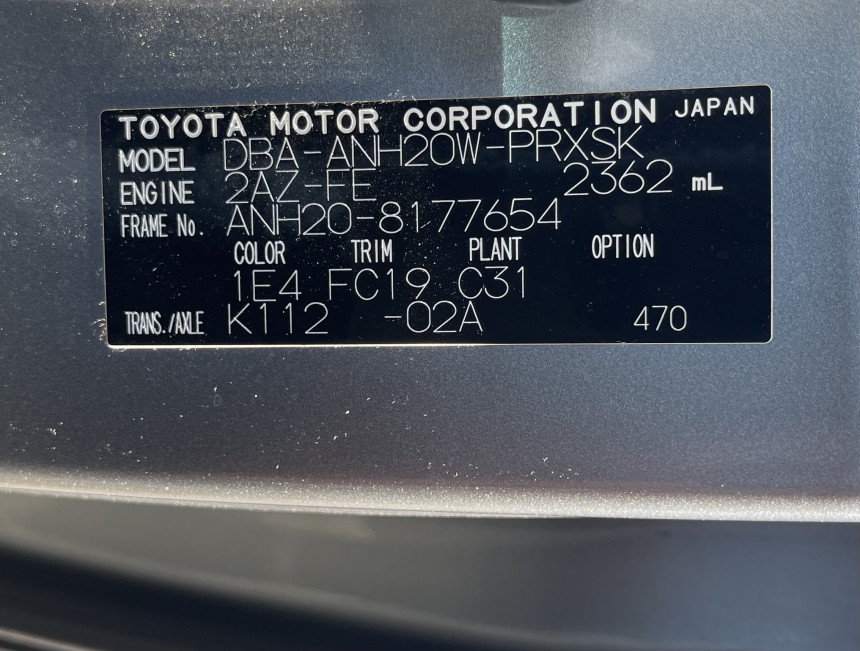 TOYOTA MOTOR CORPORATION JAPAN
MODEL DBA-ANH20W-PRXSK
ENGINE 2AZ-FE 2362 mL
FRAME No. ANH20-8177654
COLOR TRIM PLANT OPTION
1E4 FC19 C31
TRANS./AXLE K112 -02A 470